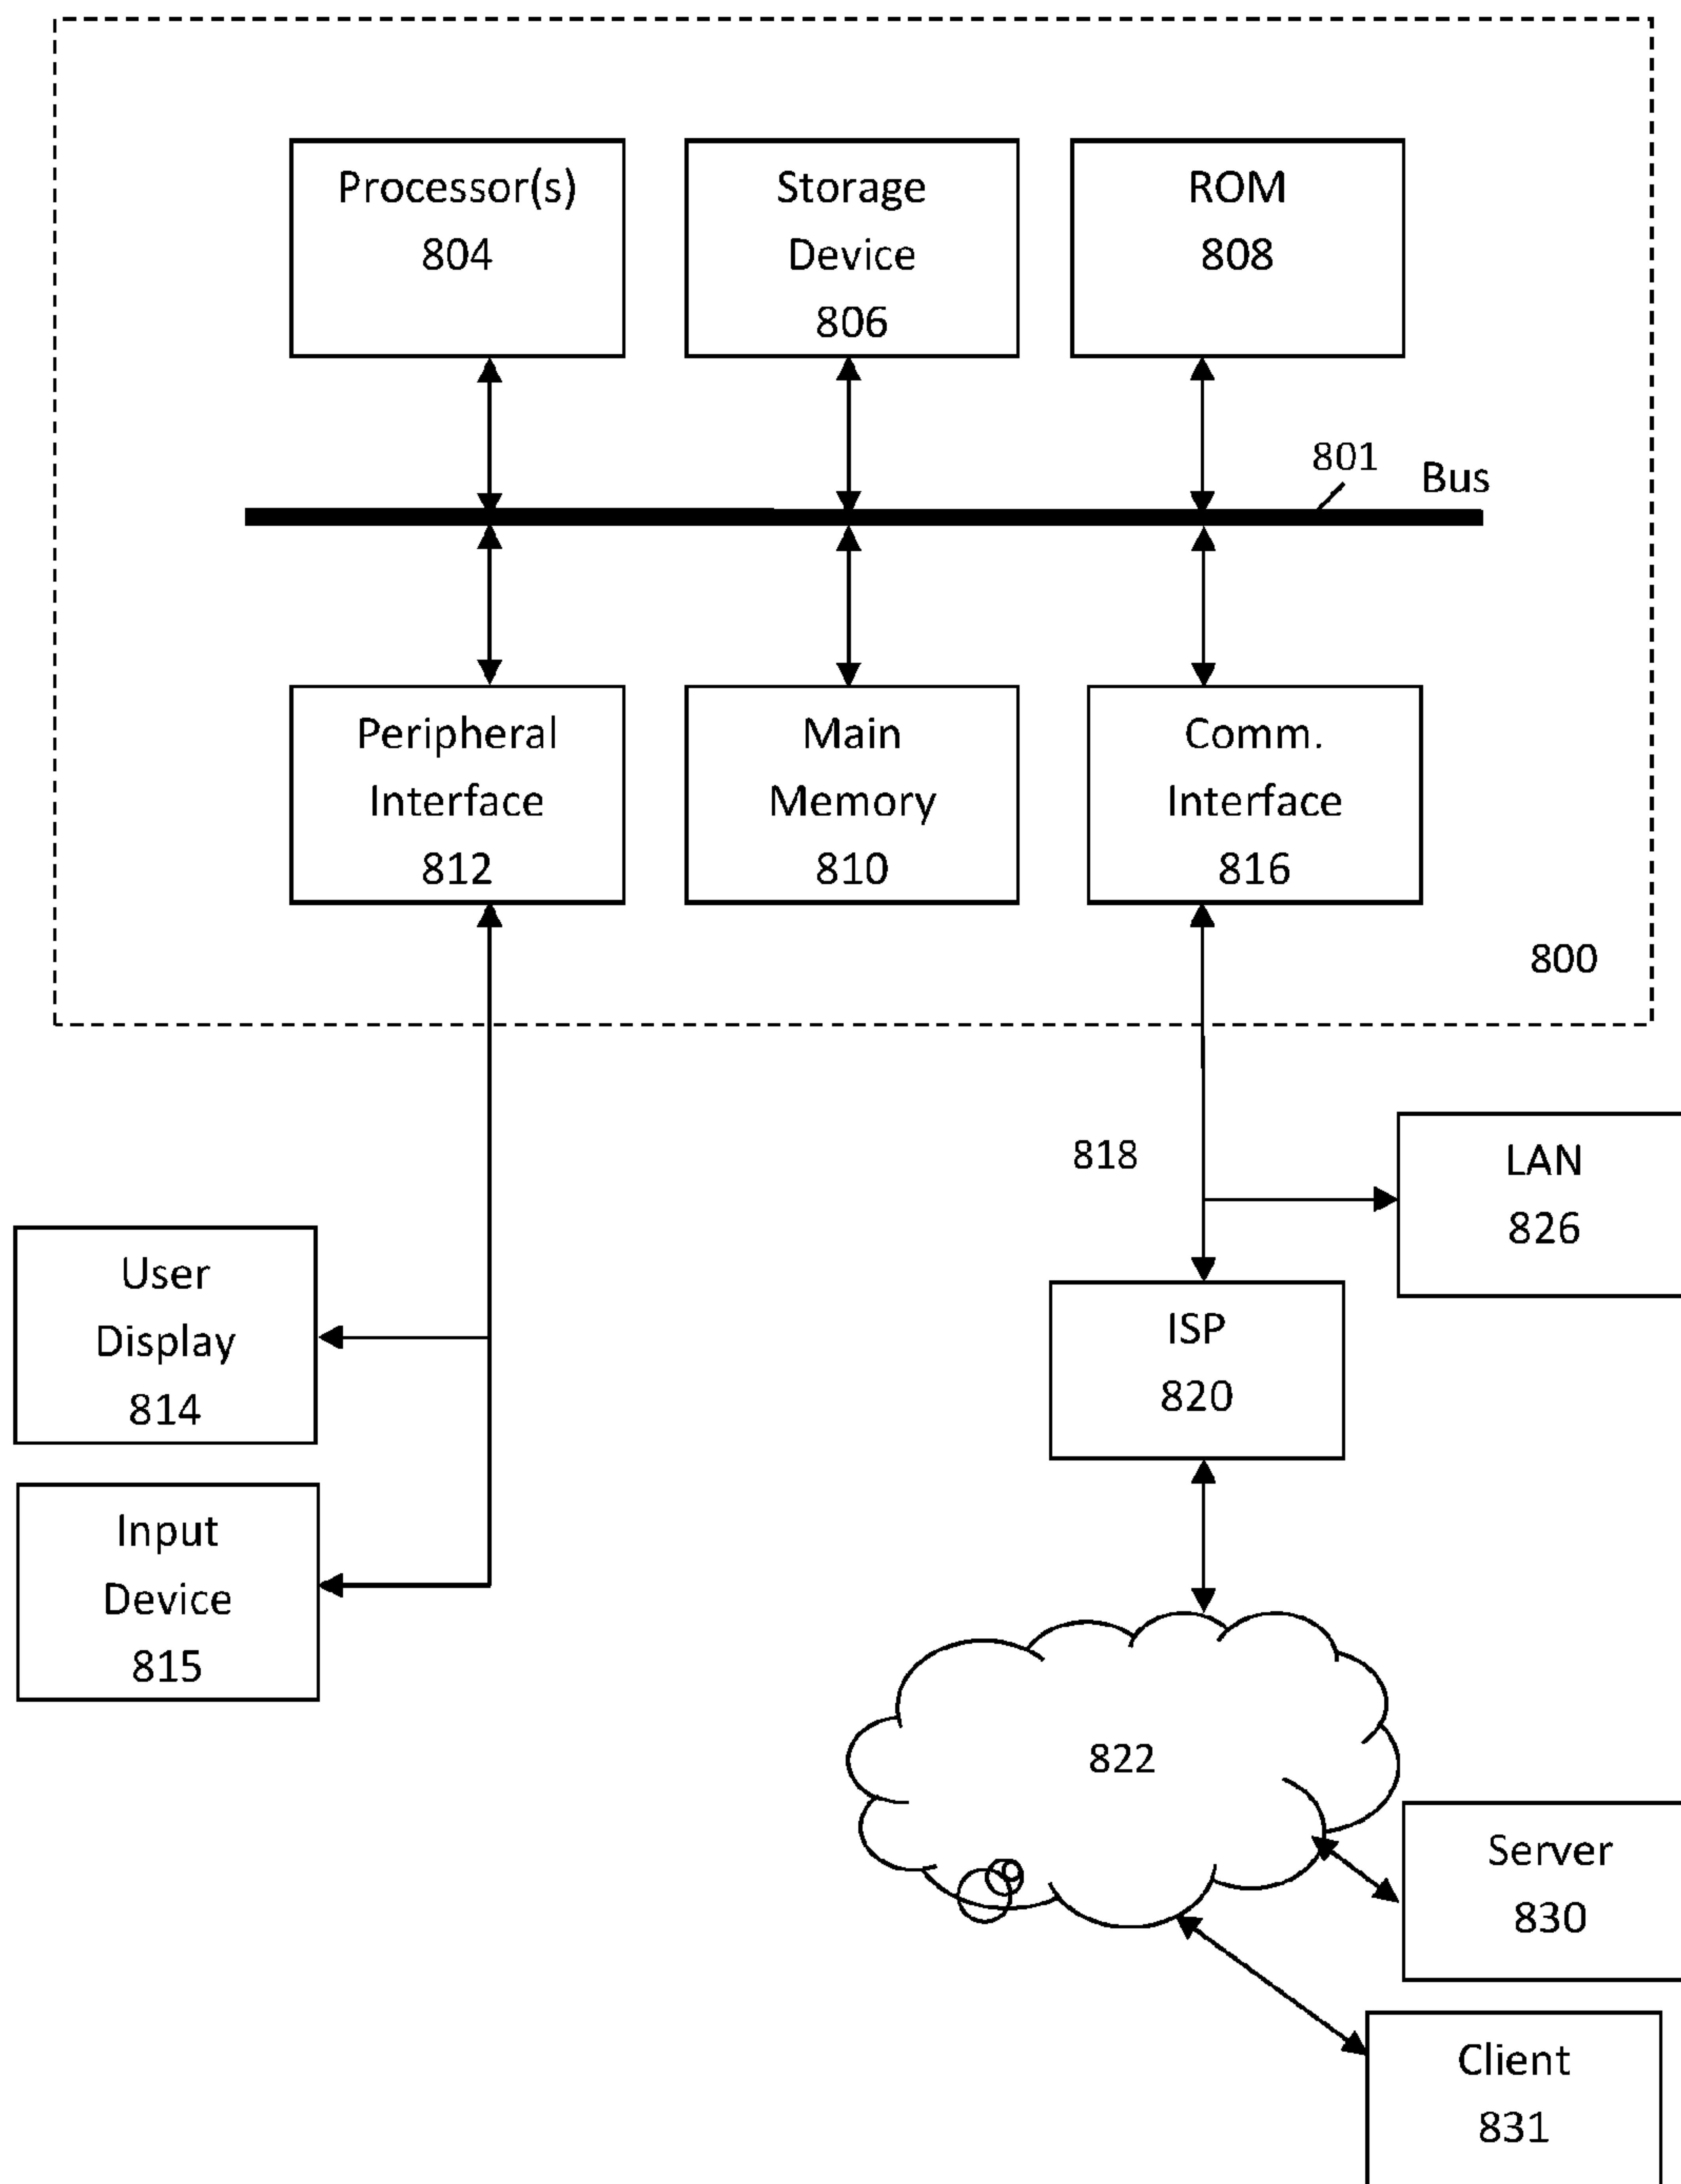 Processor(s)
804
Storage
Device
806
ROM
808
801
Bus
Peripheral
Interface
812
Main
Memory
810
Comm.
Interface
816
800
818
LAN
826
User
Display
814
ISP
820
Input
Device
815
822
Server
830
Client
831